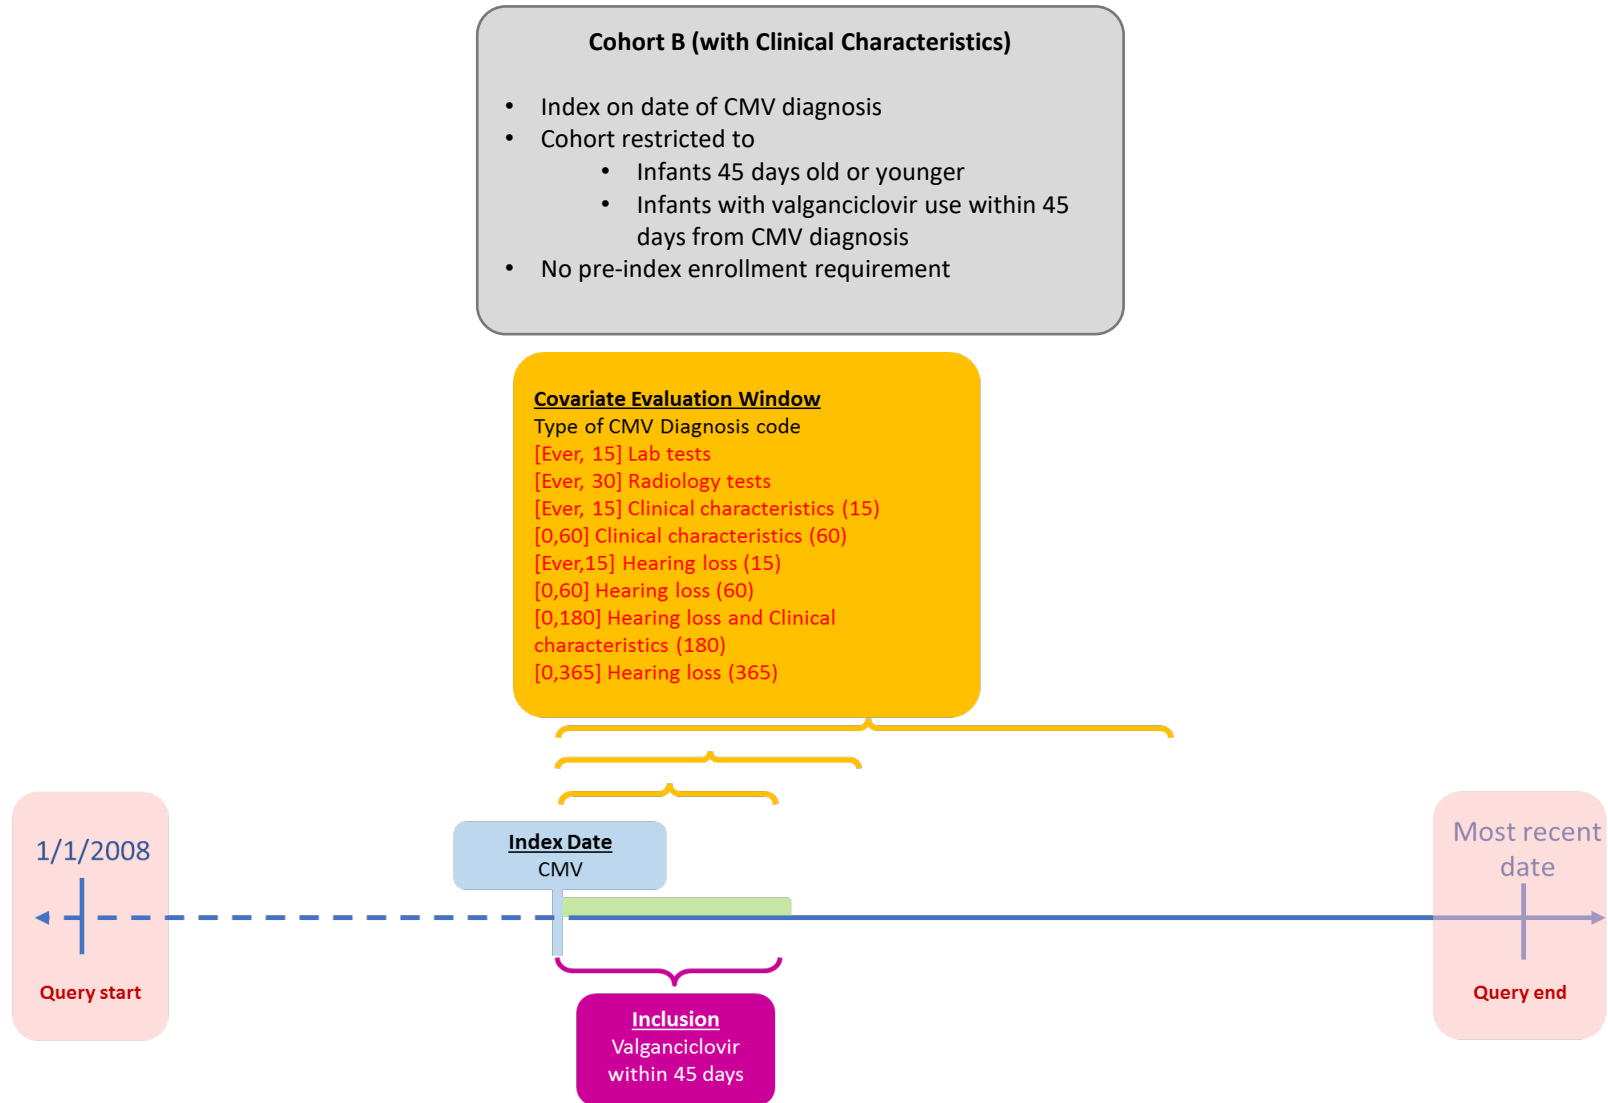 Cohort B (with Clinical Characteristics)
• Index on date of CMV diagnosis
• Cohort restricted to
• Infants 45 days old or younger
• Infants with valganciclovir use within 45
days from CMV diagnosis
• No pre-index enrollment requirement
Covariate Evaluation Window
Type of CMV Diagnosis code
[Ever, 15] Lab tests
[Ever, 30] Radiology tests
[Ever, 15] Clinical characteristics (15)
[0,60] Clinical characteristics (60)
[Ever,15] Hearing loss (15)
[0,60] Hearing loss (60)
[0,180] Hearing loss and Clinical
characteristics (180)
[0,365] Hearing loss (365)
1/1/2008
Query start
Index Date
CMV
Most recent
date
Query end
Inclusion
Valganciclovir
within 45 days